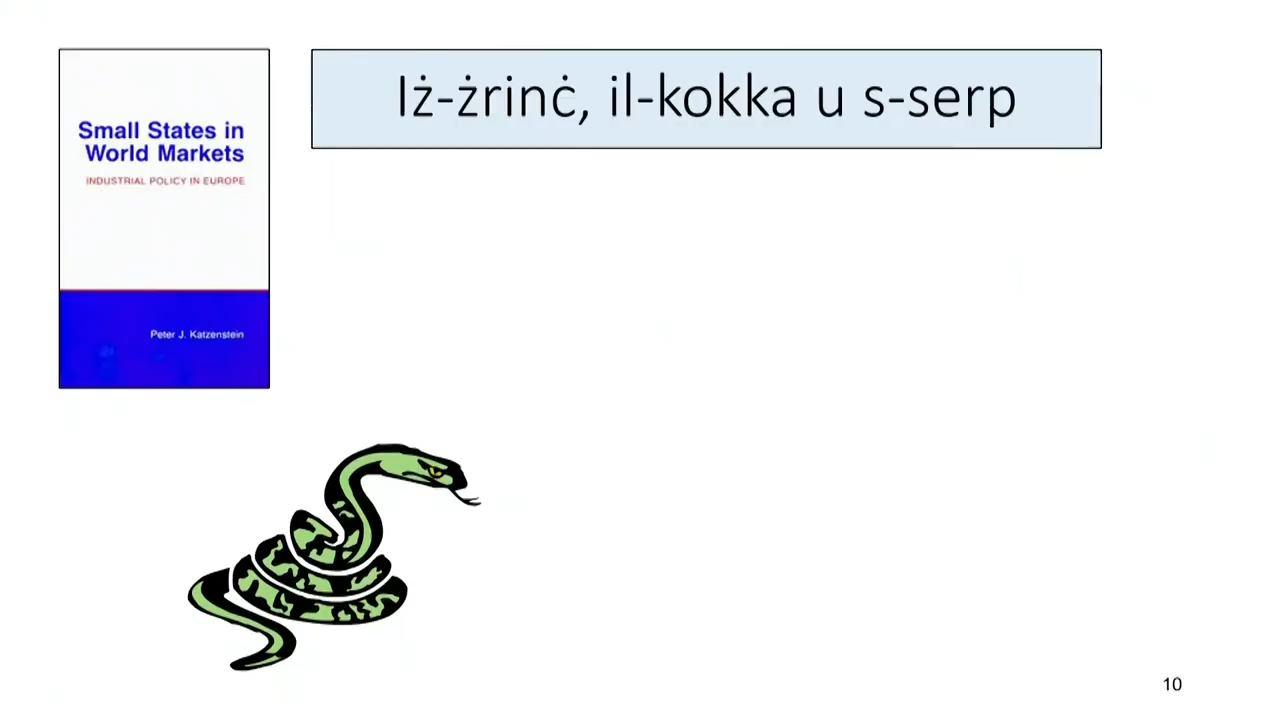 Iż-żrinċ, il-kokka u s-serp
Small States in
World Markets
INDUSTRIAL POLICY IN EUROPE
Peter J. Katzenstein
10